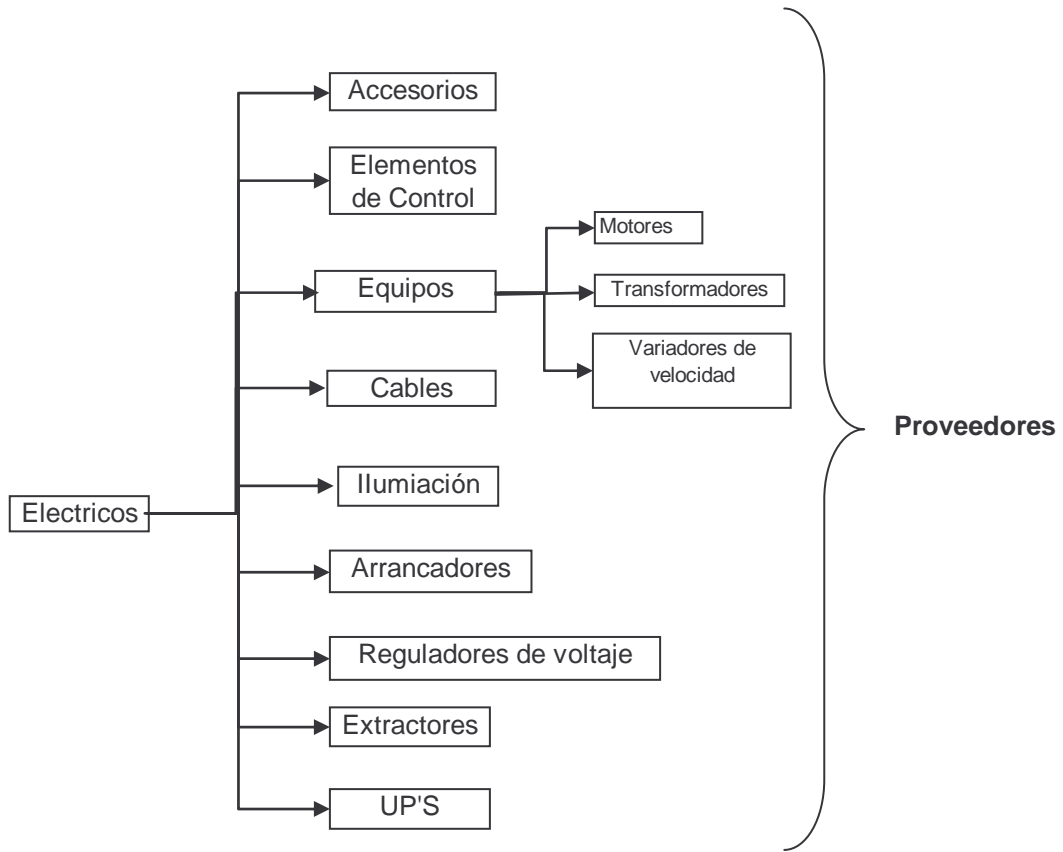 Accesorios
Elementos
de Control
Motores
Equipos
Transformadores
Variadores de
velocidad
Cables
Proveedores
Ilumiación
Electricos
Arrancadores
Reguladores de voltaje
Extractores
UP'S